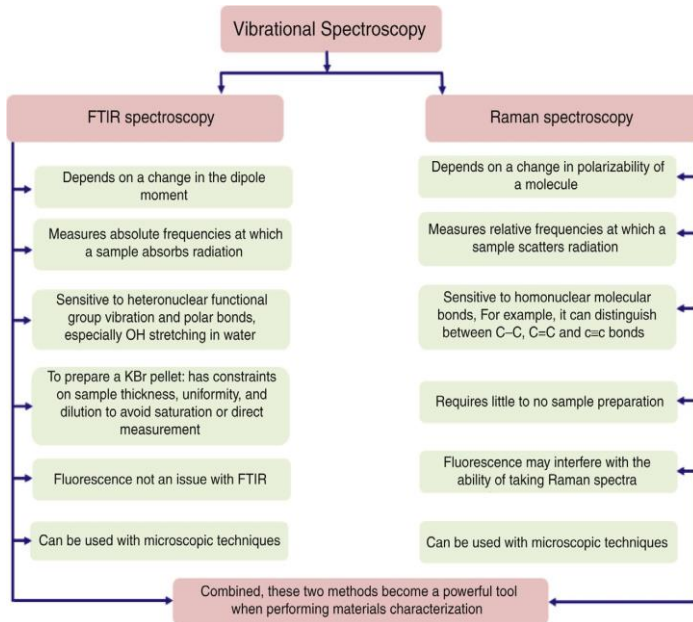 Vibrational Spectroscopy
FTIR spectroscopy
Depends on a change in the dipole
moment
Measures absolute frequencies at which
a sample absorbs radiation
Sensitive to heteronuclear functional
group vibration and polar bonds,
especially OH stretching in water
To prepare a KBr pellet: has constraints
on sample thickness, uniformity, and
dilution to avoid saturation or direct
measurement
Fluorescence not an issue with FTIR
Can be used with microscopic techniques
Raman spectroscopy
Depends on a change in polarizability of
a molecule
Measures relative frequencies at which a
sample scatters radiation
Sensitive to homonuclear molecular
bonds, For example, it can distinguish
between C–C, C=C and c≡c bonds
Requires little to no sample preparation
Fluorescence may interfere with the
ability of taking Raman spectra
Can be used with microscopic techniques
Combined, these two methods become a powerful tool
when performing materials characterization